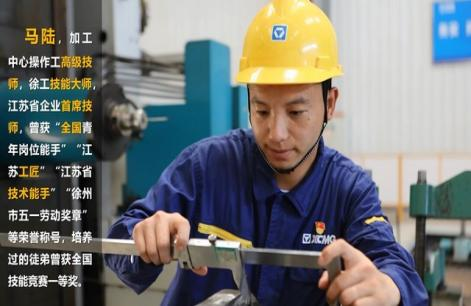 马陆，加工
中心操作工高级技
师，徐工技能大师，
江苏省企业首席技
师，曾获“全国青
年岗位能手”“江
苏工匠”“江苏省
技术能手”“徐州
市五一劳动奖章”
等荣誉称号，培养
过的徒弟曾获全国
技能竞赛一等奖。
XCMG